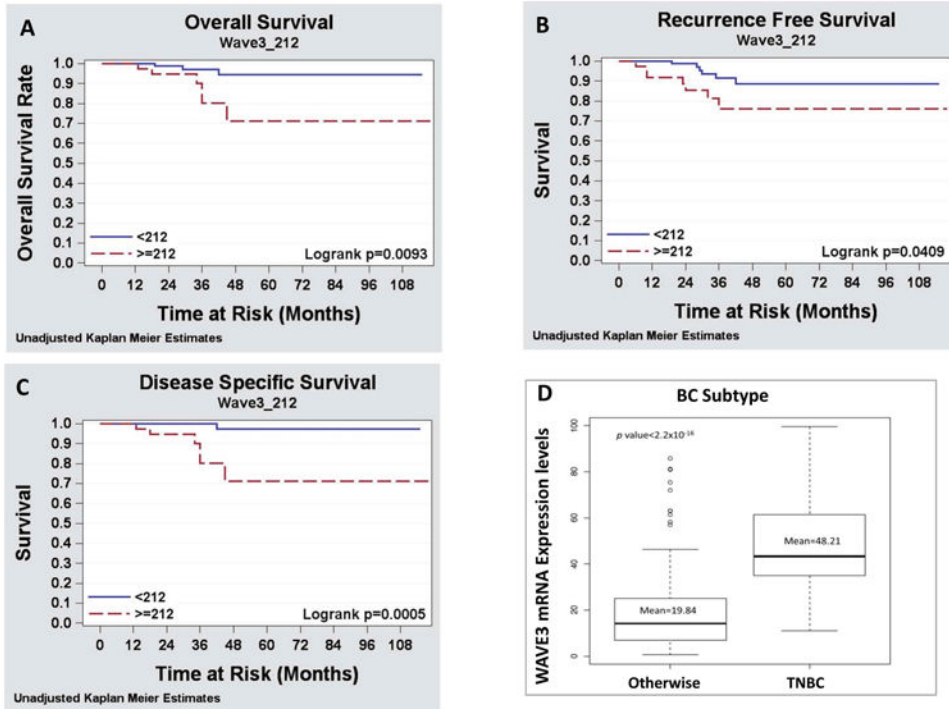 A
Overall Survival
Wave3_212
Overall Survival Rate
1.0
0.9
0.8
0.7
0.6
0.5
0.4
0.3
0.2
0.1
0.0
<212
>=212
Logrank p=0.0093
0 12 24 36 48 60 72 84 96 108
Time at Risk (Months)
Unadjusted Kaplan Meier Estimates
B
Recurrence Free Survival
Wave3_212
Survival
1.0
0.9
0.8
0.7
0.6
0.5
0.4
0.3
0.2
0.1
0.0
<212
>=212
Logrank p=0.0409
0 12 24 36 48 60 72 84 96 108
Time at Risk (Months)
Unadjusted Kaplan Meier Estimates
C
Disease Specific Survival
Wave3_212
Survival
1.0
0.9
0.8
0.7
0.6
0.5
0.4
0.3
0.2
0.1
0.0
<212
>=212
Logrank p=0.0005
0 12 24 36 48 60 72 84 96 108
Time at Risk (Months)
Unadjusted Kaplan Meier Estimates
D
BC Subtype
WAVE3 mRNA Expression levels
p value<2.2x10⁻¹⁶
100
80
60
40
20
0
Mean=19.84
Mean=48.21
Otherwise TNBC